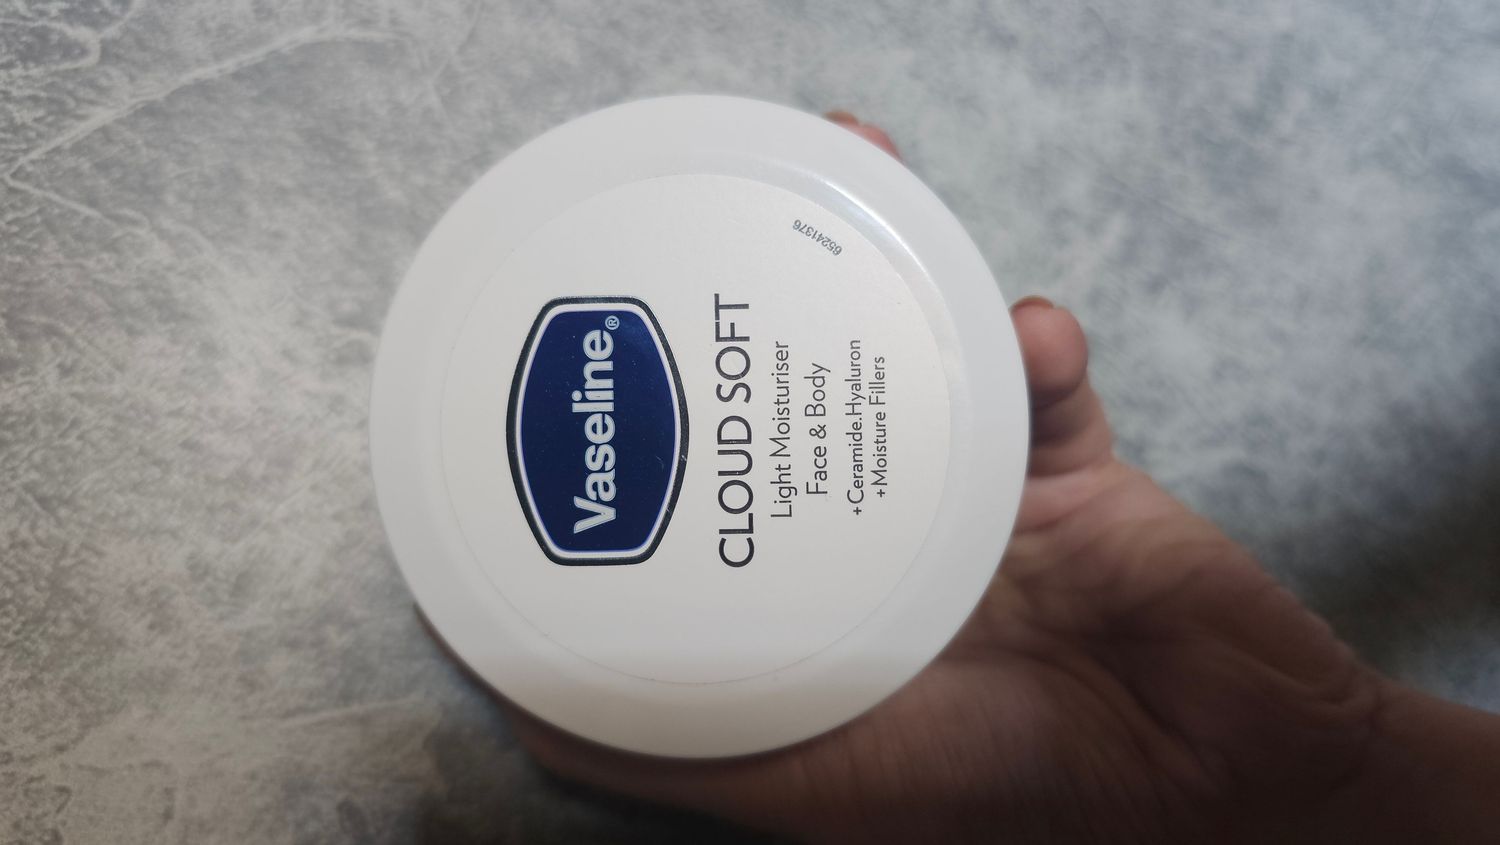 Vaseline®
CLOUD SOFT
Light Moisturiser
Face & Body
+Ceramide.Hyaluron
+Moisture Fillers
65241376